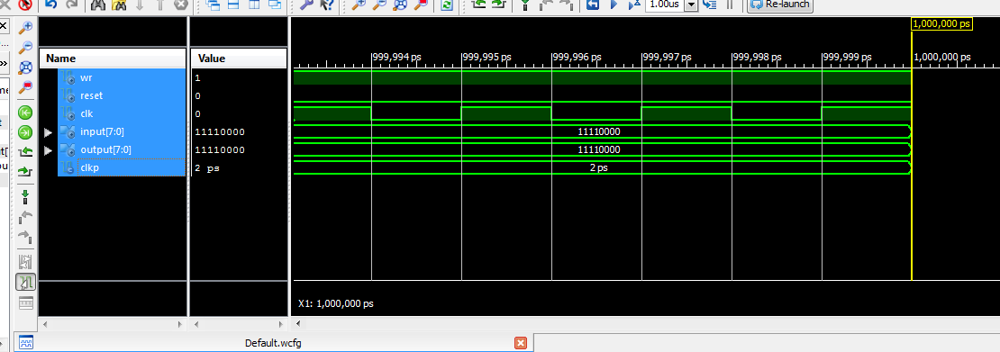 1.00us
Re-launch
1,000,000 ps
Name
Value
999,994 ps
999,995 ps
999,996 ps
999,997 ps
999,998 ps
999,999 ps
1,000,000 ps
wr
1
reset
0
clk
0
input[7:0]
11110000
11110000
output[7:0]
11110000
11110000
clkp
2 ps
2 ps
X1: 1,000,000 ps
Default.wcfg